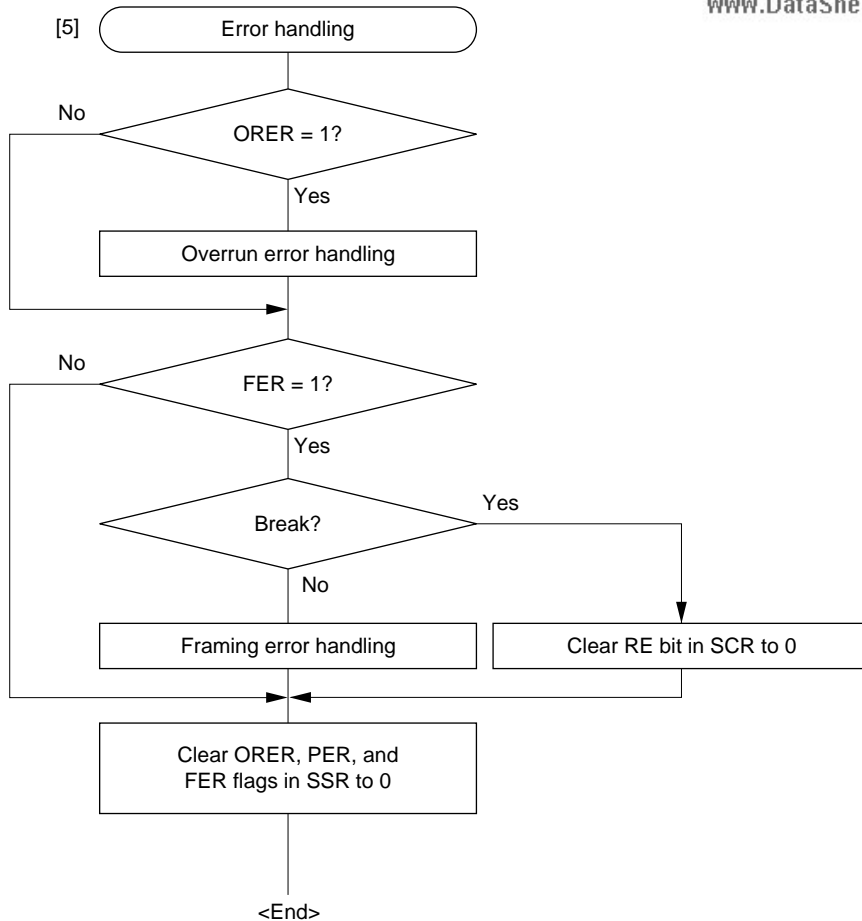 www.DataShe
[5]
Error handling
No
ORER = 1?
Yes
Overrun error handling
No
FER = 1?
Yes
Break?
Yes
No
Framing error handling
Clear RE bit in SCR to 0
Clear ORER, PER, and
FER flags in SSR to 0
<End>